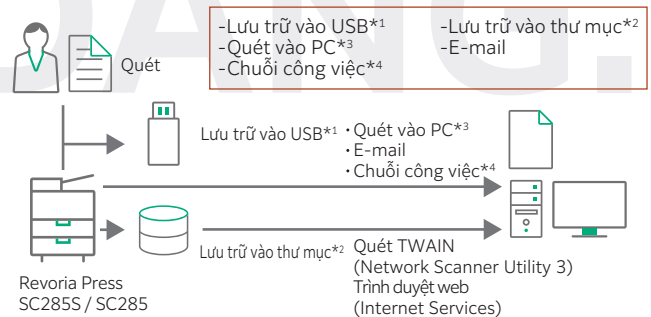 -Lưu trữ vào USB*1 -Lưu trữ vào thư mục*2
-Quét vào PC*3 -E-mail
-Chuỗi công việc*4
Quét
Lưu trữ vào USB*1
・Quét vào PC*3
・E-mail
・Chuỗi công việc*4
Lưu trữ vào thư mục*2
Quét TWAIN
(Network Scanner Utility 3)
Trình duyệt web
(Internet Services)
Revoria Press
SC285S / SC285